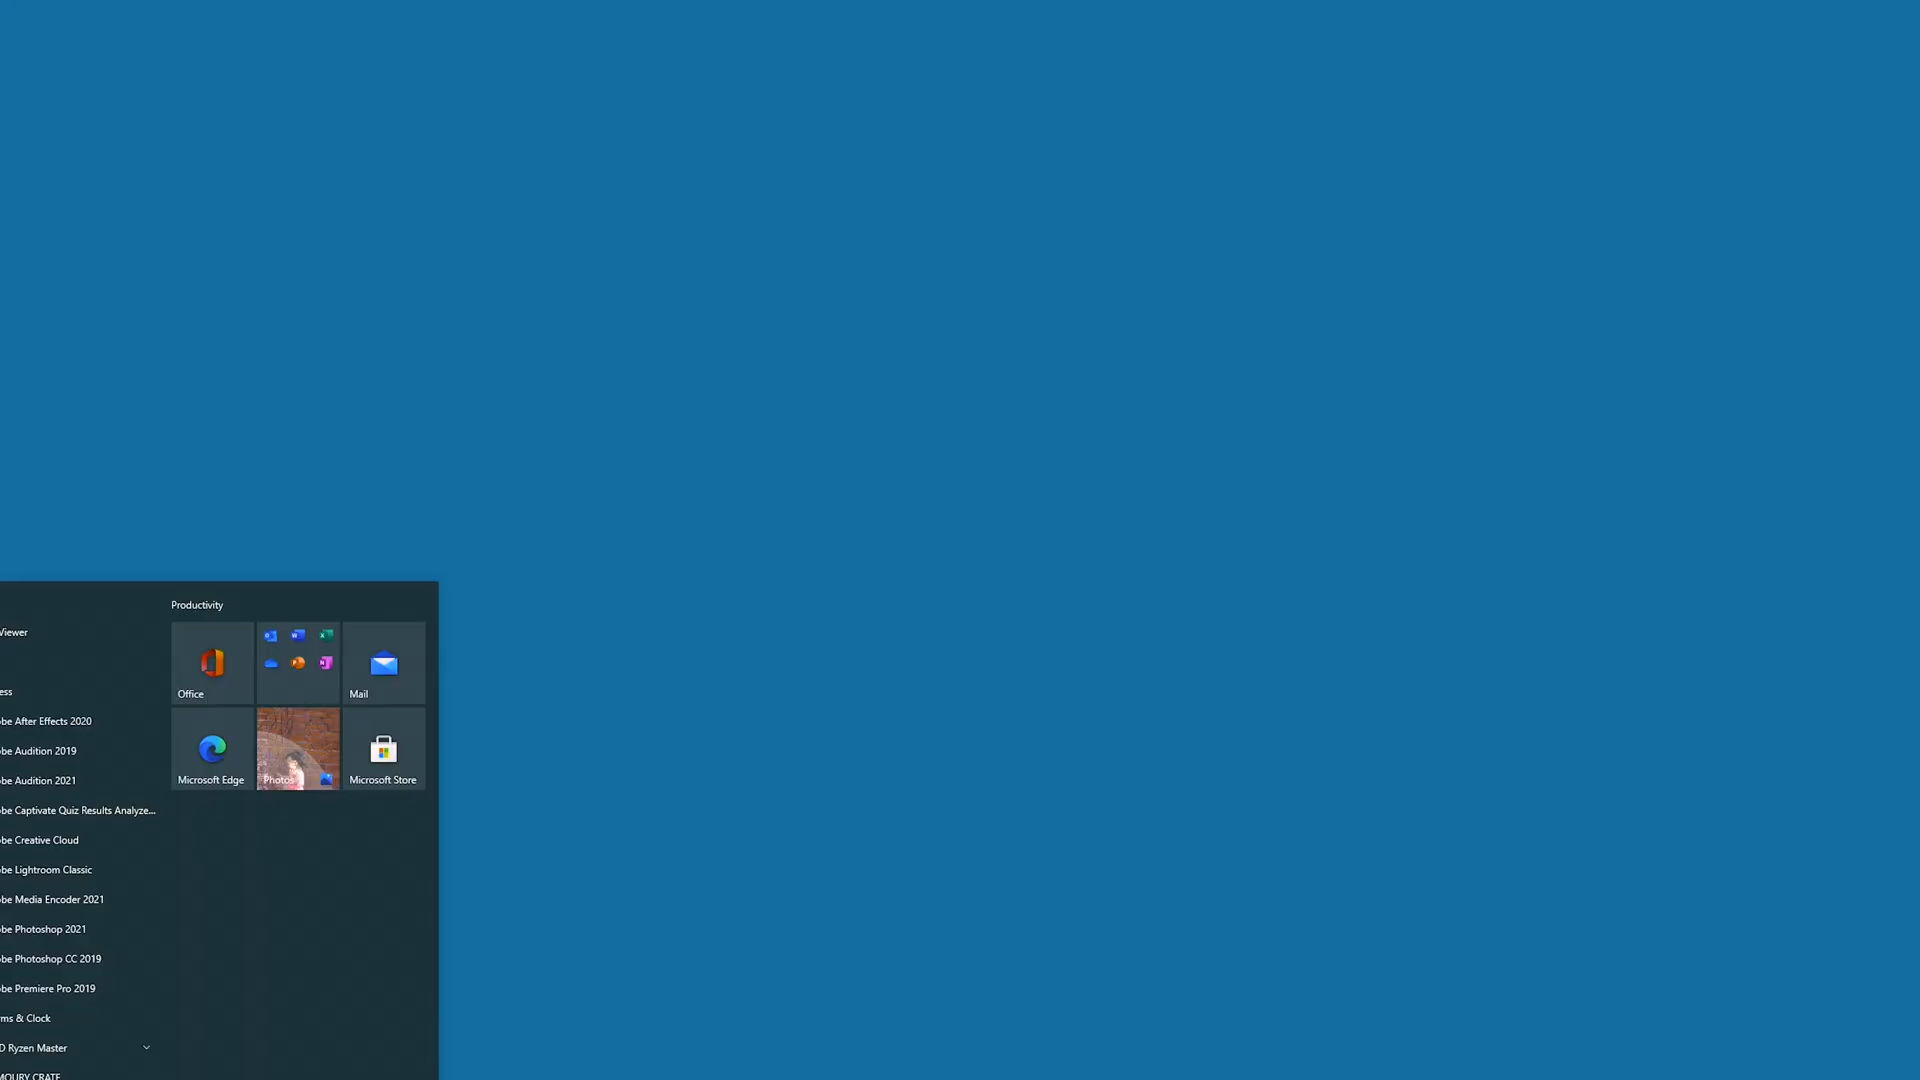 Productivity
Viewer
Office
Mail
ess
be After Effects 2020
be Audition 2019
Microsoft Edge
Photos
Microsoft Store
be Audition 2021
be Captivate Quiz Results Analyze...
be Creative Cloud
be Lightroom Classic
be Media Encoder 2021
be Photoshop 2021
be Photoshop CC 2019
be Premiere Pro 2019
ms & Clock
D Ryzen Master
MOURY CRATE